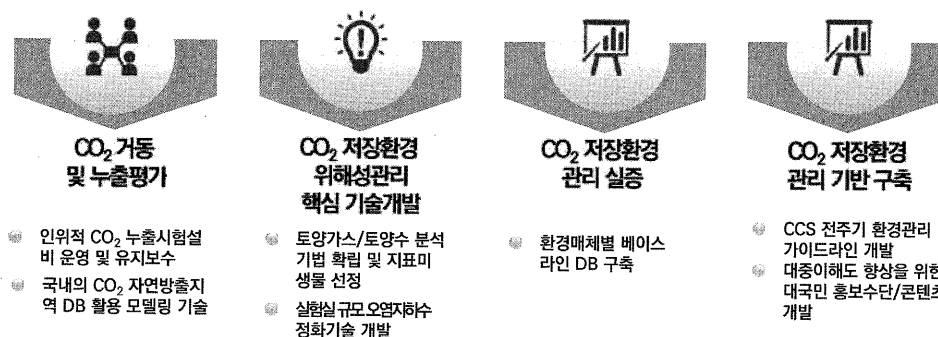 CO₂ 거동
및 누출평가
인위적 CO₂ 누출시험설
비 운영 및 유지보수
국내의 CO₂ 자연방출지
역 DB 활용 모델링 기술
CO₂ 저장환경
위해성관리
핵심 기술개발
토양가스/토양수 분석
기법 확립 및 지표미
생물 선정
실험실 규모 오염지하수
정화기술 개발
CO₂ 저장환경
관리 실증
환경매체별 베이스
라인 DB 구축
CO₂ 저장환경
관리 기반 구축
CCS 전주기 환경관리
가이드라인 개발
대중이해도 향상을 위한
대국민 홍보수단/콘텐츠
개발